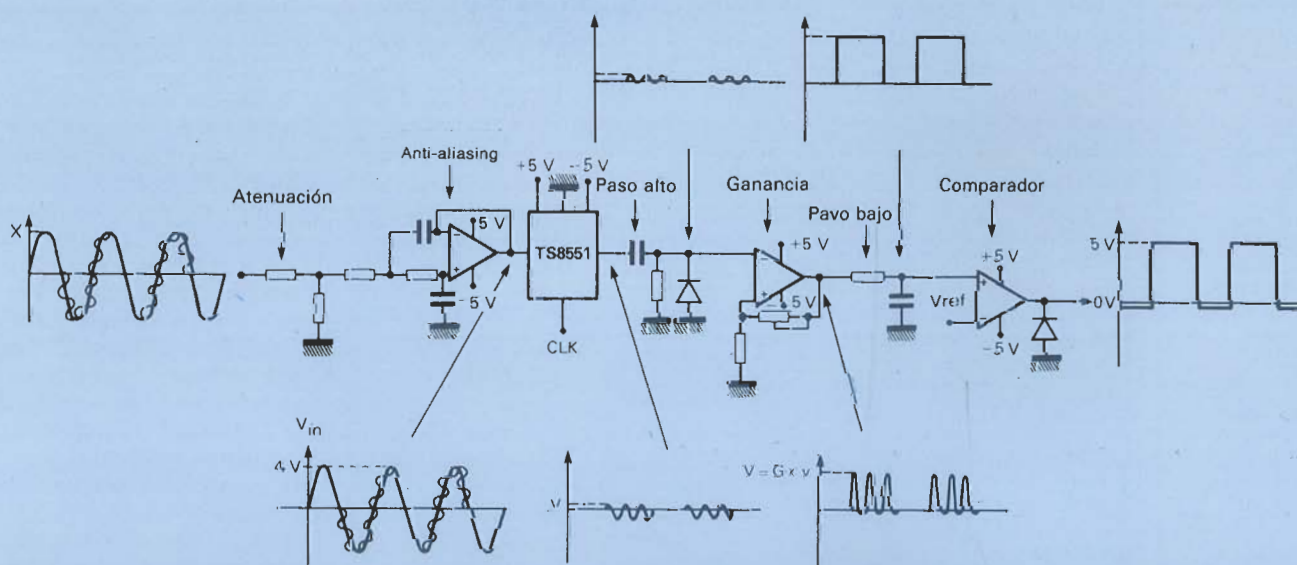 Anti-aliasing
+5 V
-5 V
Paso alto
Ganancia
Comparador
Atenuación
Pavo bajo
X
5 V
-5 V
TS8551
CLK
+5 V
5 V
Vref
+5 V
-5 V
5 V
0V
Vin
4 V
V
V = G × v